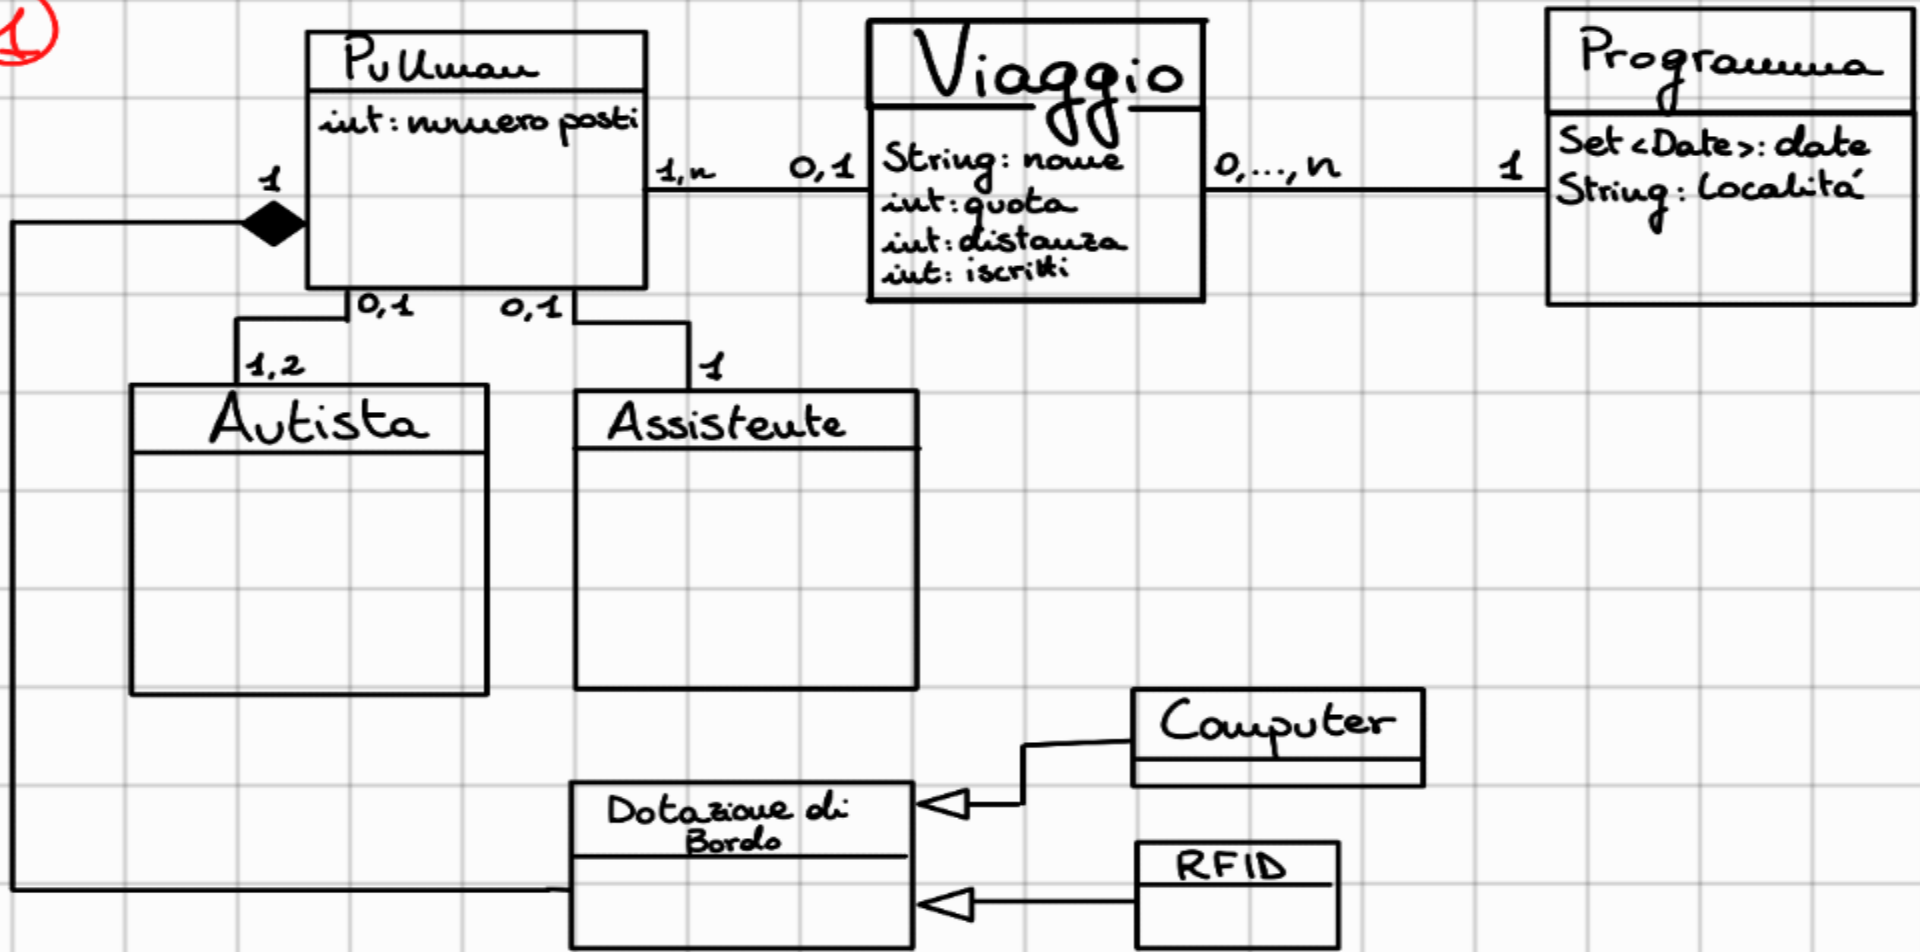 1
Pullman
int: numero posti
1
1,n
0,1
0,1
0,1
Viaggio
String: nome
int: quota
int: distanza
int: iscritti
0,...,n
1
Programma
Set <Date>: date
String: Localitá
1,2
Autista
1
Assistente
Dotazione di
Bordo
Computer
RFID